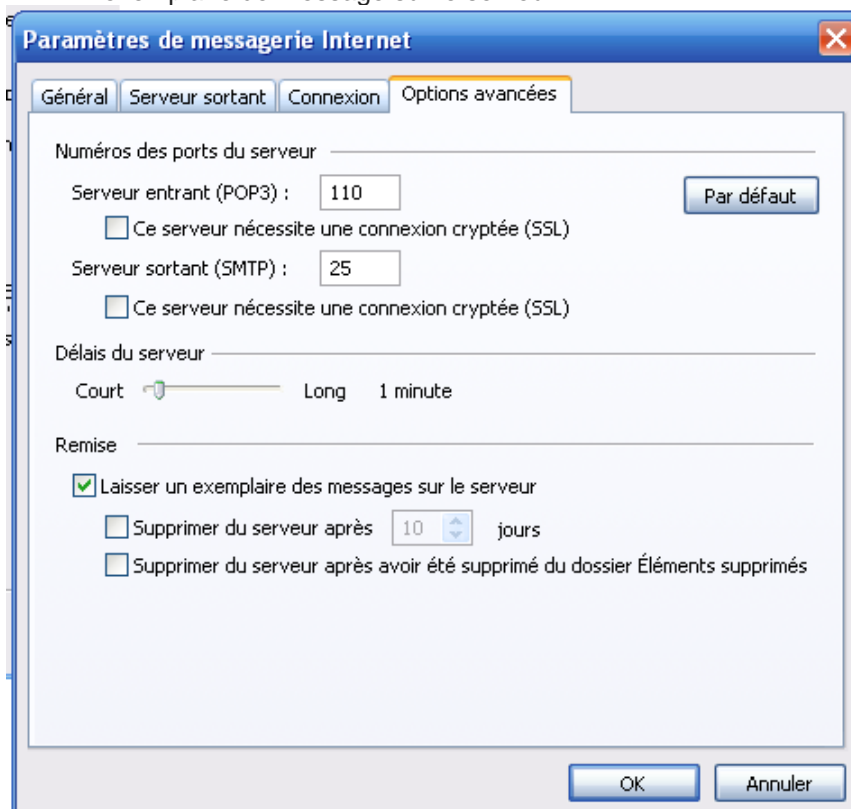 Paramètres de messagerie Internet
Général Serveur sortant Connexion Options avancées
Numéros des ports du serveur
Serveur entrant (POP3) : 110 Par défaut
Ce serveur nécessite une connexion cryptée (SSL)
Serveur sortant (SMTP) : 25
Ce serveur nécessite une connexion cryptée (SSL)
Délais du serveur
Court Long 1 minute
Remise
Laisser un exemplaire des messages sur le serveur
Supprimer du serveur après 10 jours
Supprimer du serveur après avoir été supprimé du dossier Éléments supprimés
OK Annuler